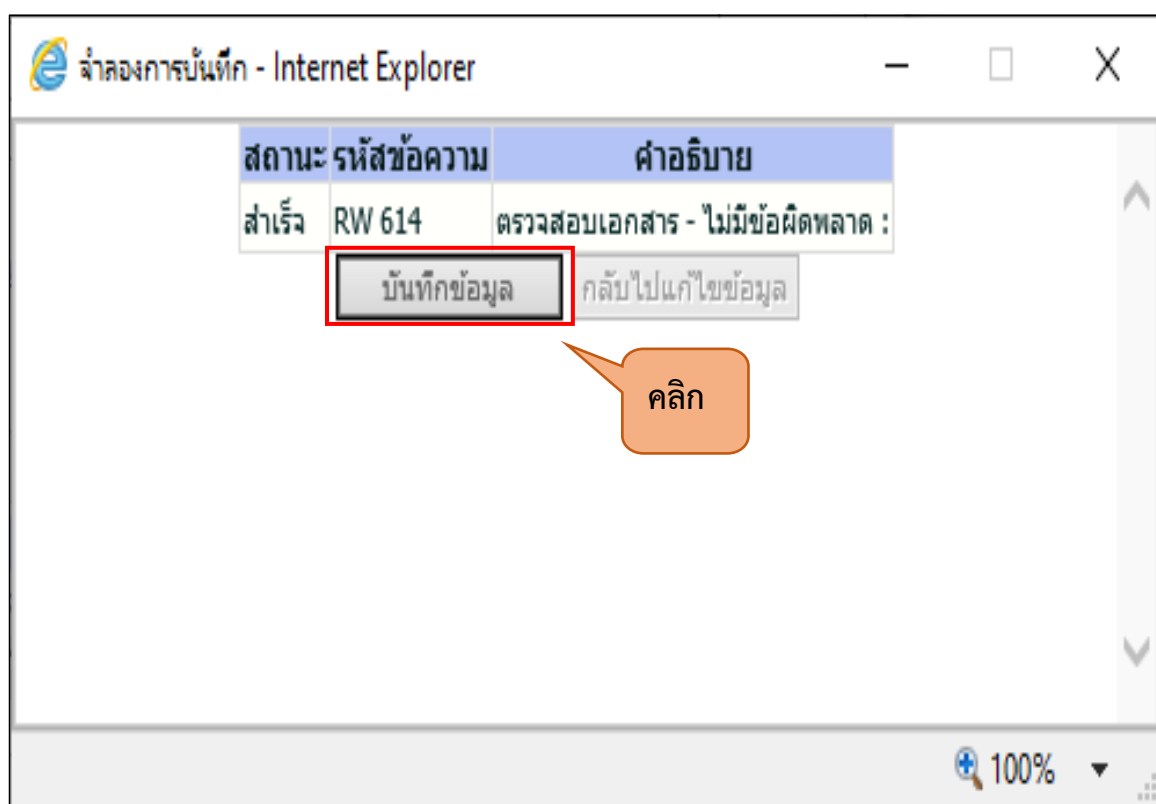 จำลองการบันทึก - Internet Explorer
สถานะ รหัสข้อความ คำอธิบาย
สำเร็จ RW 614 ตรวจสอบเอกสาร - ไม่มีข้อผิดพลาด :
บันทึกข้อมูล กลับไปแก้ไขข้อมูล
คลิก
100%